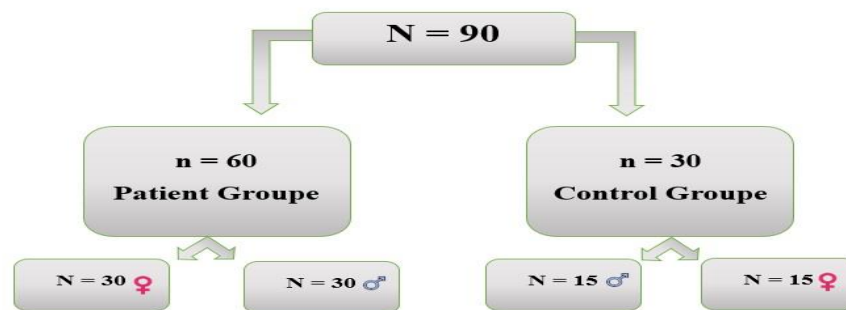 N = 90
n = 60
Patient Groupe
n = 30
Control Groupe
N = 30 ♀
N = 30 ♂
N = 15 ♂
N = 15 ♀